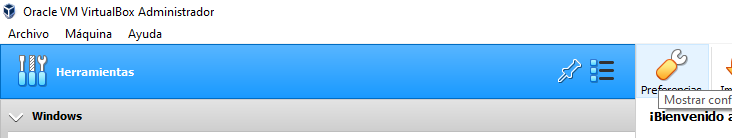 Oracle VM VirtualBox Administrador
Archivo Máquina Ayuda
Herramientas
Preferencias
Mostrar conf
Windows
¡Bienvenido a